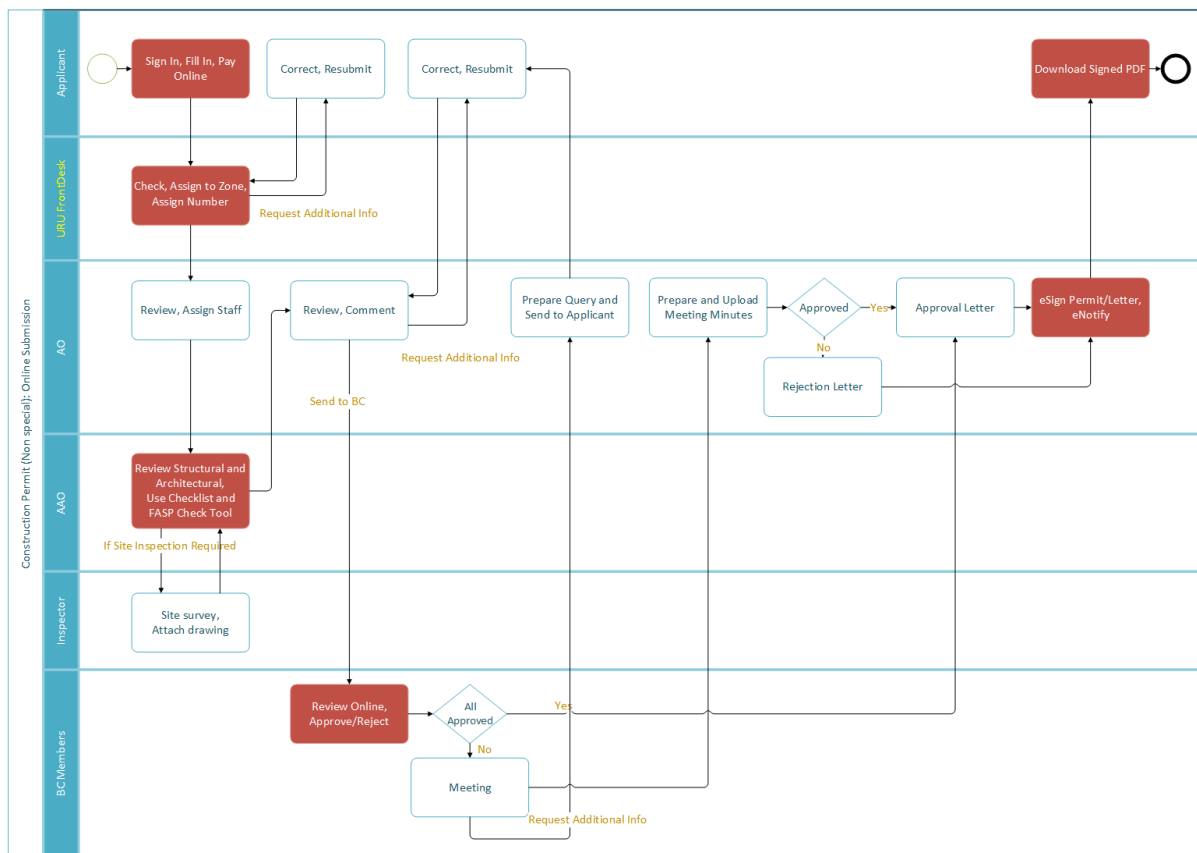 Construction Permit (Non special): Online Submission
Applicant
Sign In, Fill In, Pay
Online
Correct, Resubmit
Correct, Resubmit
Download Signed PDF
URU FrontDesk
Check, Assign to Zone,
Assign Number
Request Additional Info
AO
Review, Assign Staff
Review, Comment
Request Additional Info
Send to BC
Prepare Query and
Send to Applicant
Prepare and Upload
Meeting Minutes
Approved
Yes
No
Approval Letter
Rejection Letter
eSign Permit/Letter,
eNotify
AAO
Review Structural and
Architectural,
Use Checklist and
FASP Check Tool
If Site Inspection Required
Inspector
Site survey,
Attach drawing
BC Members
Review Online,
Approve/Reject
All
Approved
Yes
No
Meeting
Request Additional Info